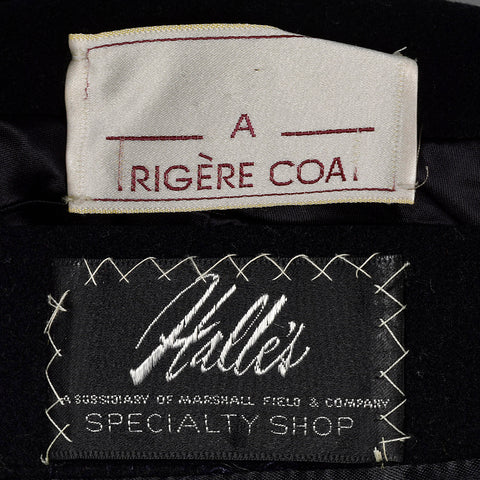 A
TRIGÈRE COAT
Halle's
A SUBSIDIARY OF MARSHALL FIELD & COMPANY
SPECIALTY SHOP